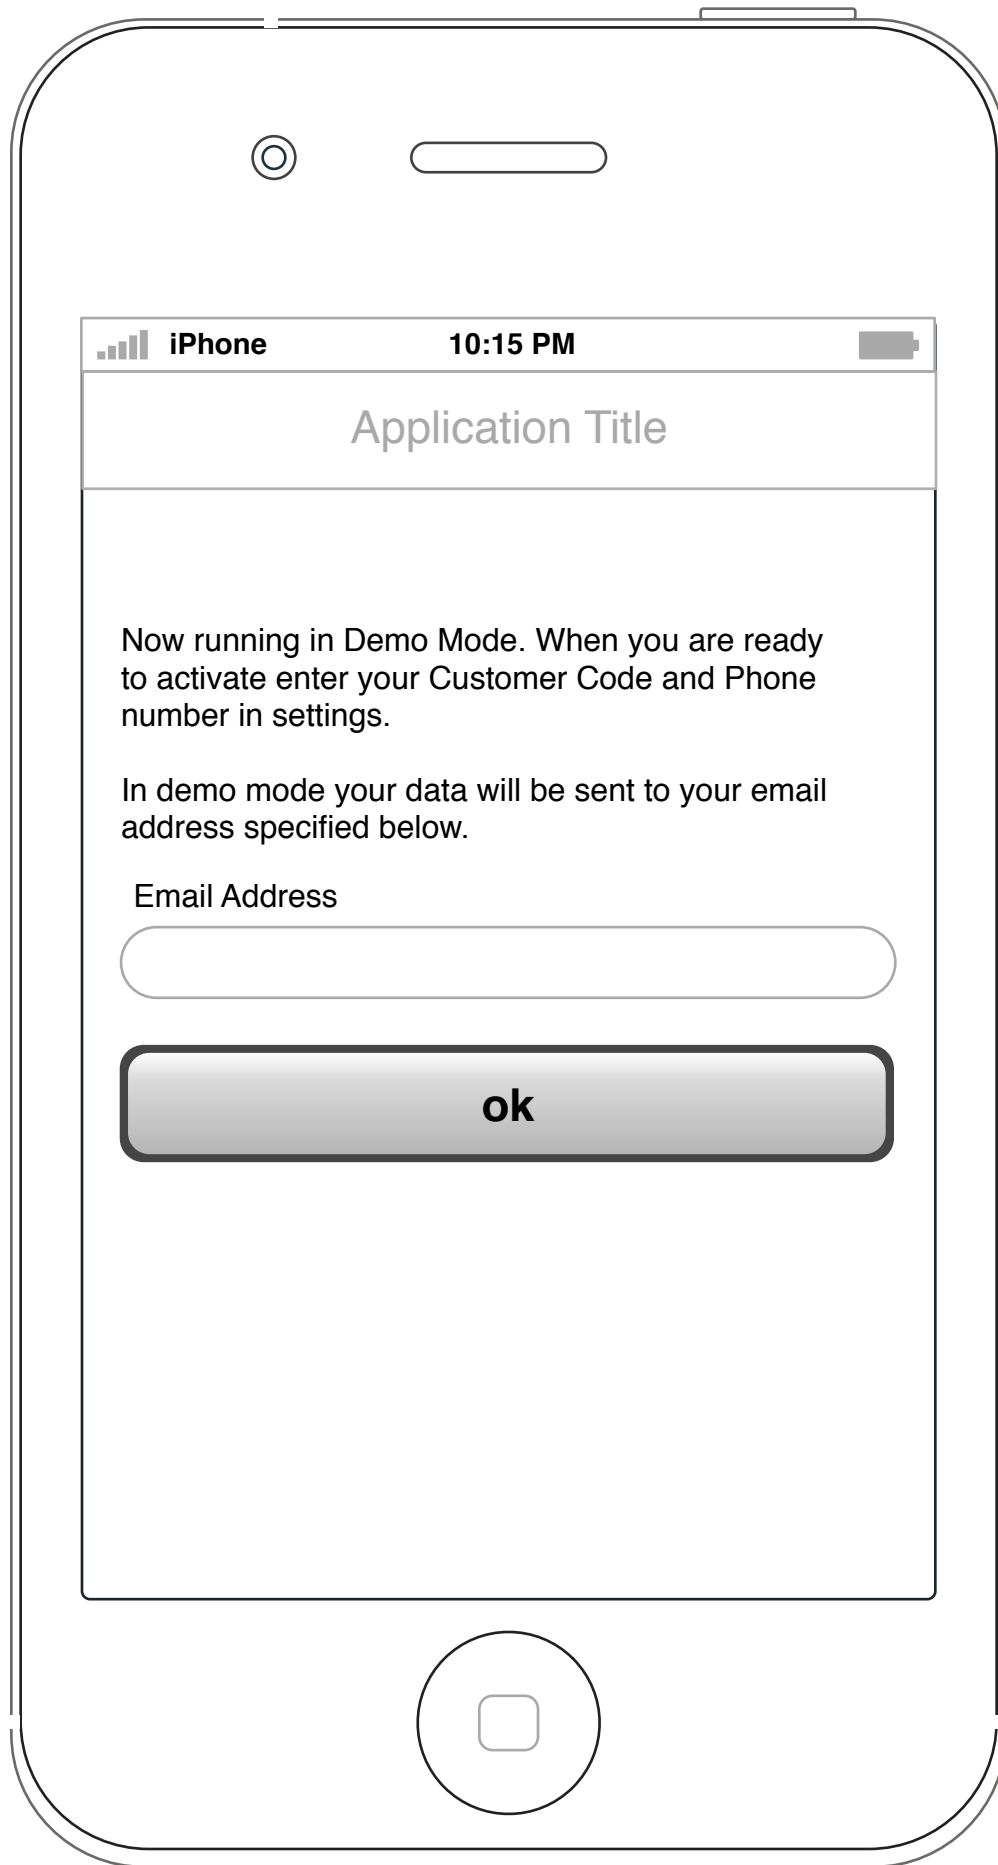 iPhone 10:15 PM
Application Title
Now running in Demo Mode. When you are ready
to activate enter your Customer Code and Phone
number in settings.
In demo mode your data will be sent to your email
address specified below.
Email Address
ok